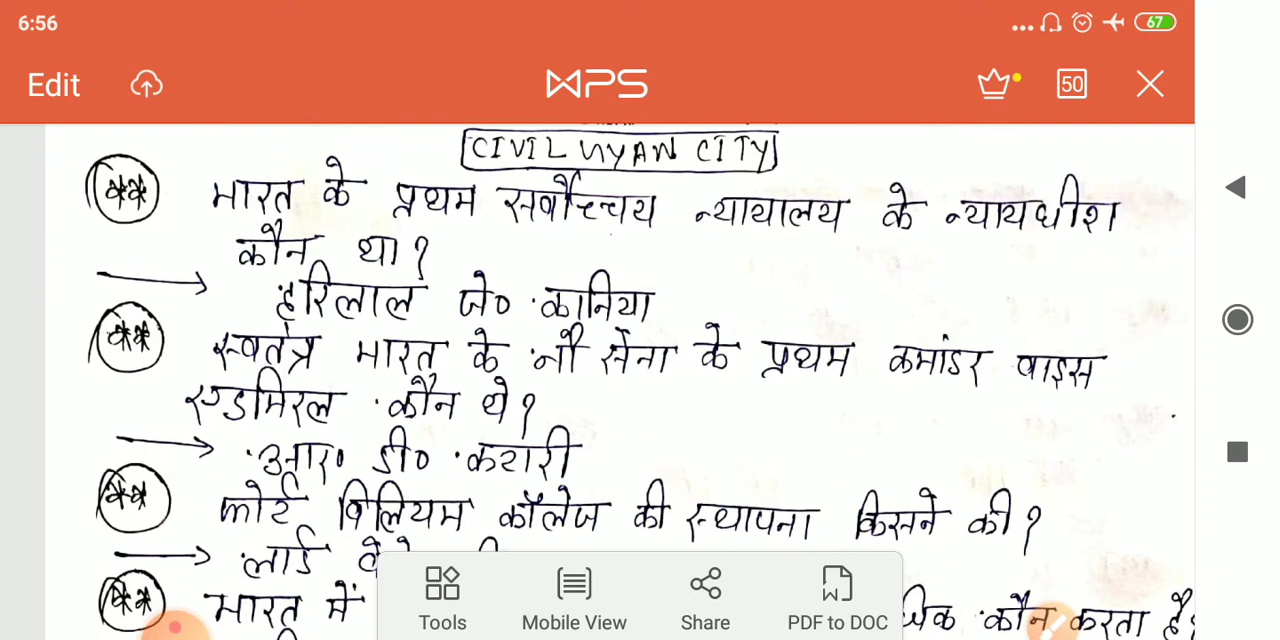 6:56
67
Edit
WPS
50
CIVIL GYAN CITY
** भारत के प्रथम सर्वोच्चय न्यायालय के न्यायधीश
कौन था?
हरिलाल जे० कानिया
** स्वतंत्र भारत के नौ सेना के प्रथम कमांडर वाइस
एडमिरल कौन थे?
आर० डी० कटारी
** फोर्ट विलियम कॉलेज की स्थापना किसने की?
लार्ड
** भारत में कौन करता है?
Tools
Mobile View
Share
PDF to DOC